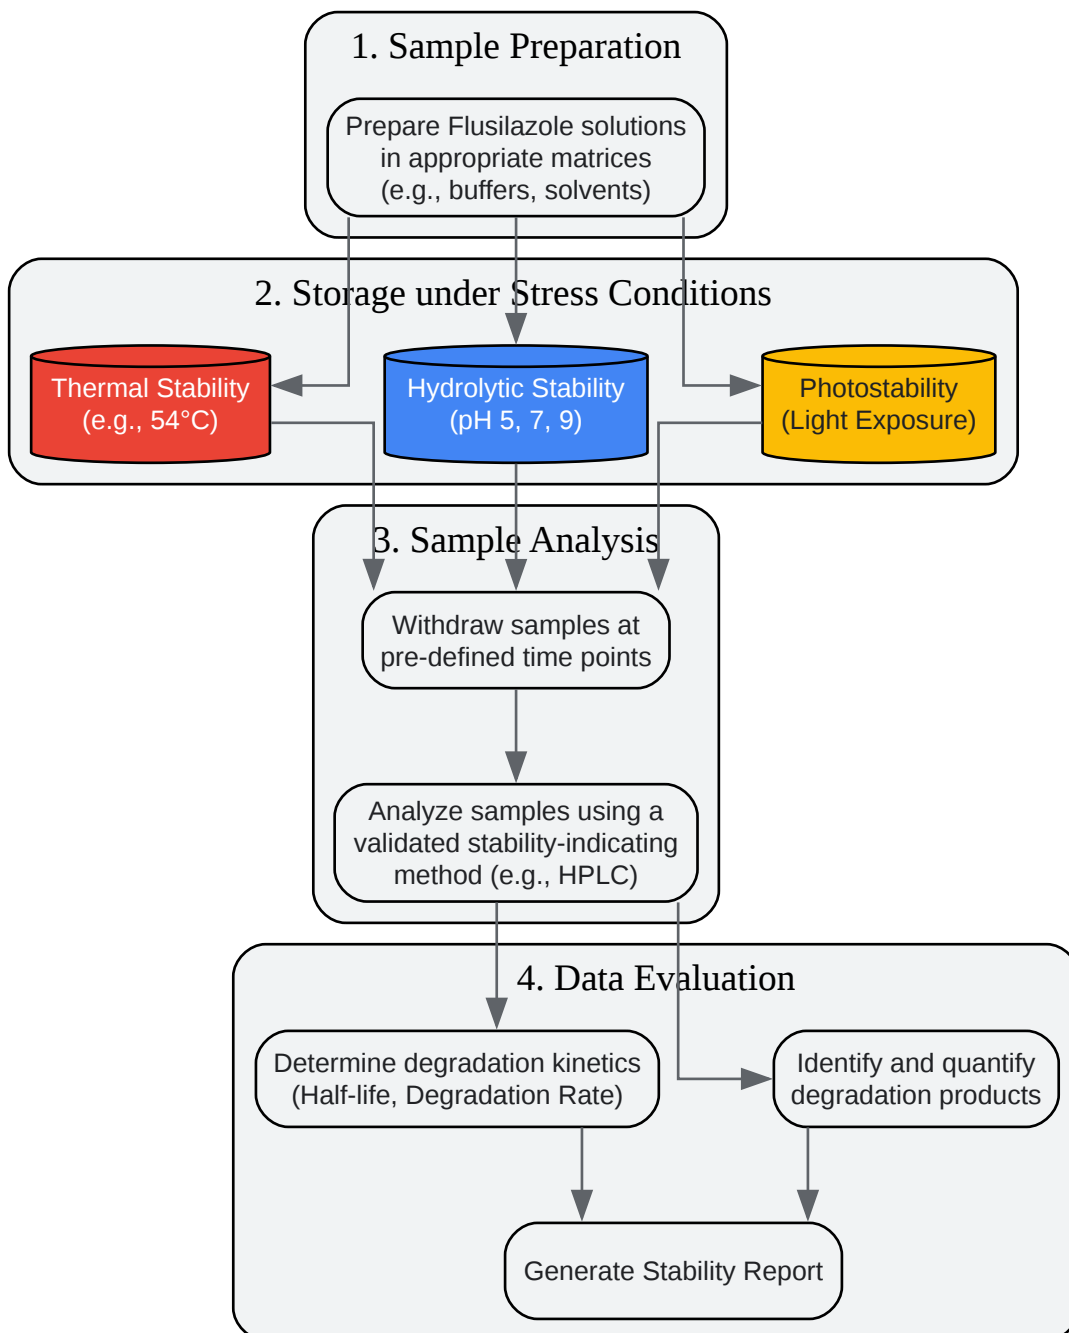 1. Sample Preparation
Prepare Flusilazole solutions
in appropriate matrices
(e.g., buffers, solvents)
2. Storage under Stress Conditions
Thermal Stability
(e.g., 54°C)
Hydrolytic Stability
(pH 5, 7, 9)
Photostability
(Light Exposure)
3. Sample Analysis
Withdraw samples at
pre-defined time points
Analyze samples using a
validated stability-indicating
method (e.g., HPLC)
4. Data Evaluation
Determine degradation kinetics
(Half-life, Degradation Rate)
Identify and quantify
degradation products
Generate Stability Report